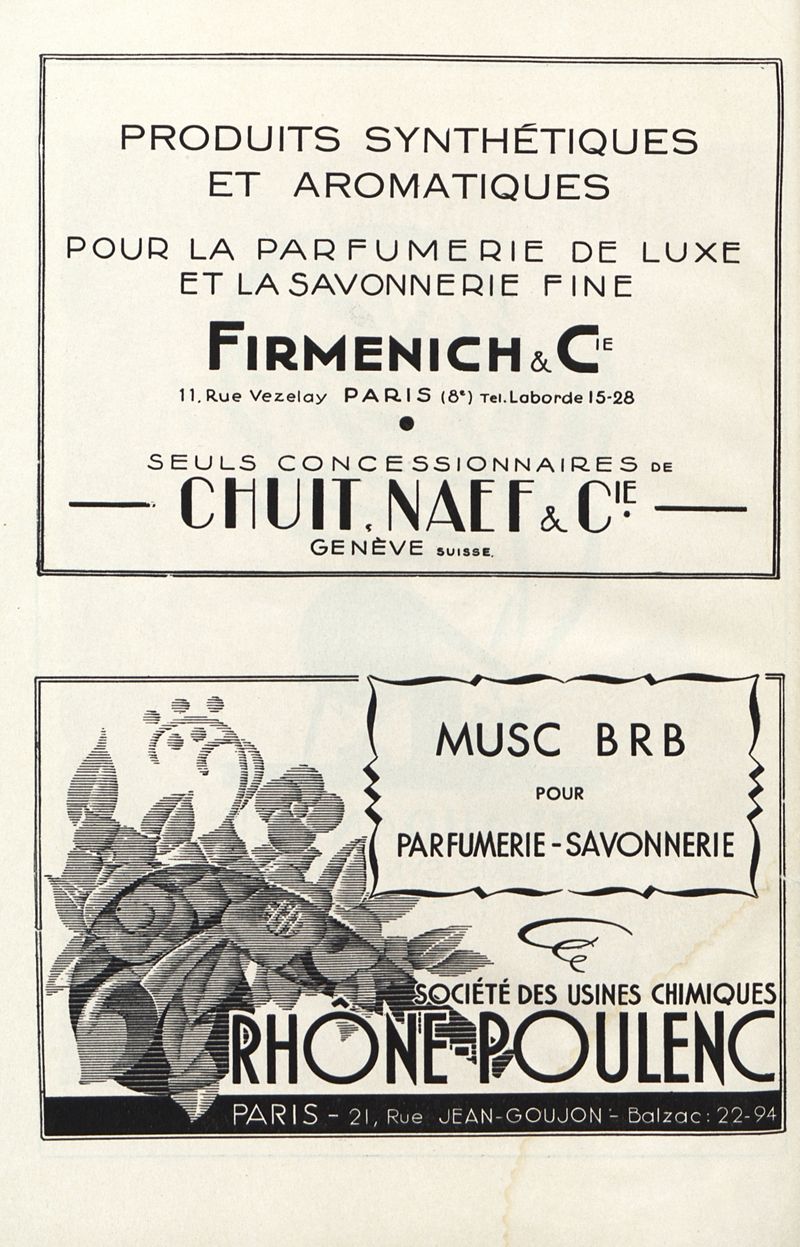 PRODUITS SYNTHÉTIQUES
ET AROMATIQUES
POUR LA PARFUMERIE DE LUXE
ET LA SAVONNERIE FINE
FIRMENICH & CIE
11, Rue Vezelay PARIS (8e) Tel. Laborde 15-28
SEULS CONCESSIONNAIRES DE
CHUIT, NAEF & CIE.
GENÈVE SUISSE.
MUSC BRB
POUR
PARFUMERIE-SAVONNERIE
SOCIÉTÉ DES USINES CHIMIQUES
RHÔNE-POULENC
PARIS - 21, Rue JEAN-GOUJON - Balzac: 22-94